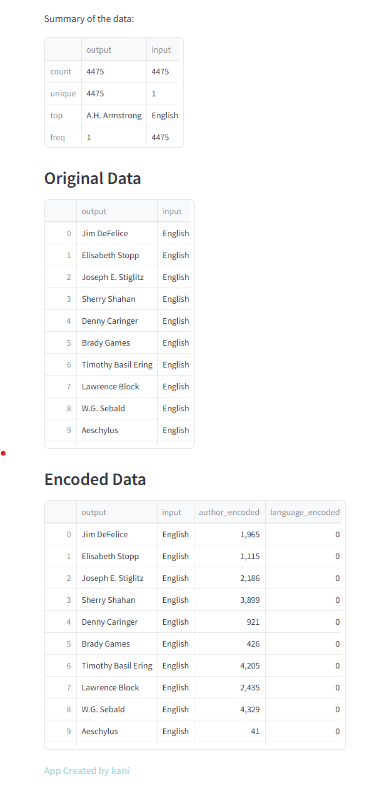 Summary of the data:
output input
count 4475 4475
unique 4475 1
top A.H. Armstrong English
freq 1 4475
Original Data
output input
0 Jim DeFelice English
1 Elisabeth Stopp English
2 Joseph E. Stiglitz English
3 Sherry Shahan English
4 Denny Caringer English
5 Brady Games English
6 Timothy Basil Ering English
7 Lawrence Block English
8 W.G. Sebald English
9 Aeschylus English
Encoded Data
output input author_encoded language_encoded
0 Jim DeFelice English 1,965 0
1 Elisabeth Stopp English 1,115 0
2 Joseph E. Stiglitz English 2,186 0
3 Sherry Shahan English 3,899 0
4 Denny Caringer English 921 0
5 Brady Games English 426 0
6 Timothy Basil Ering English 4,205 0
7 Lawrence Block English 2,435 0
8 W.G. Sebald English 4,329 0
9 Aeschylus English 41 0
App Created by kani